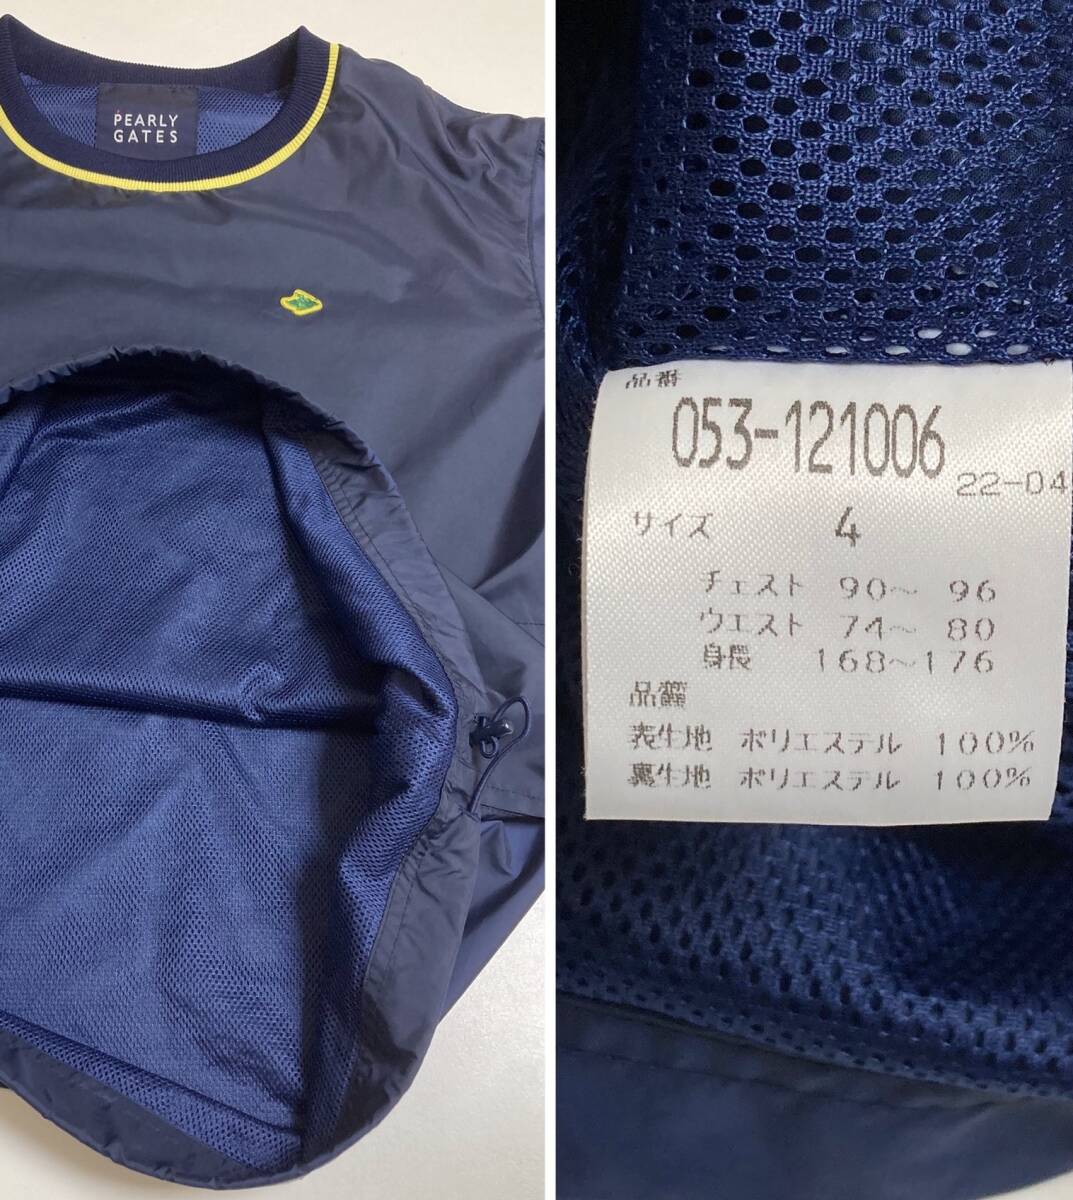 PEARLY
GATES
品番
053-121006
22-04
サイズ 4
チェスト 90～ 96
ウエスト 74～ 80
身長 168～176
品質
表生地 ポリエステル 100%
裏生地 ポリエステル 100%